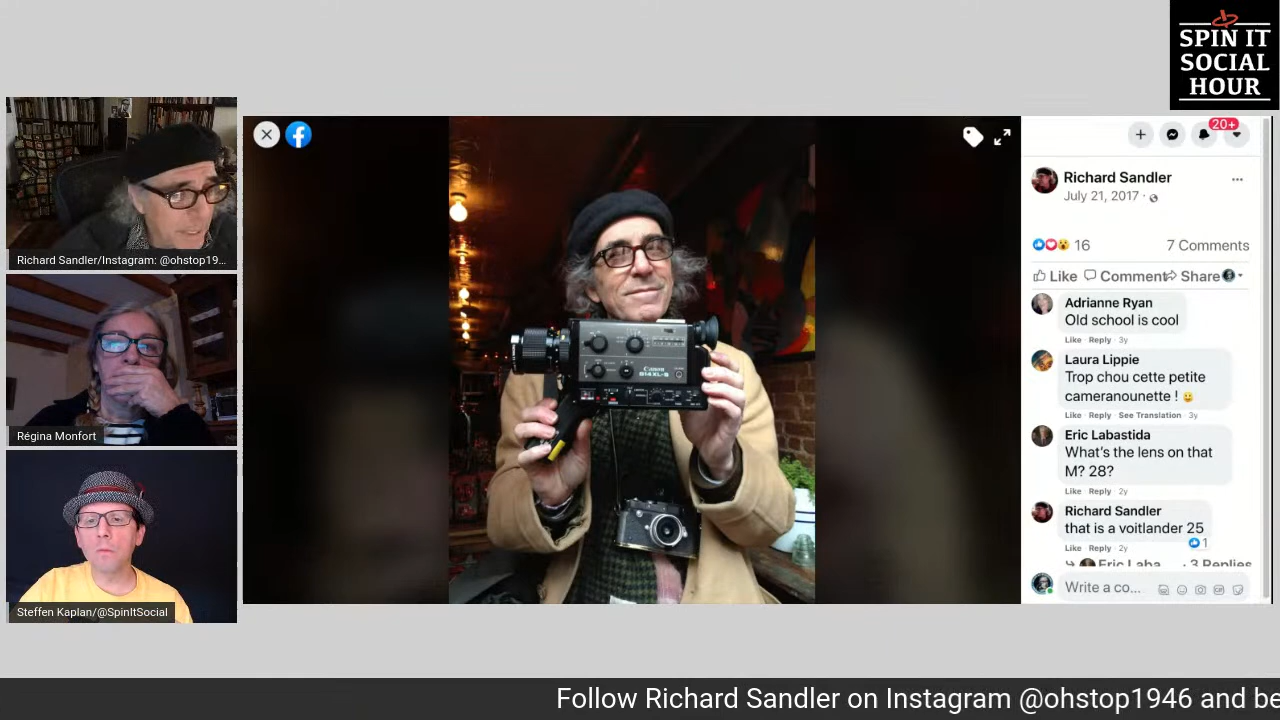 SPIN IT
SOCIAL
HOUR
Richard Sandler/Instagram: @ohstop19...
Régina Monfort
Steffen Kaplan/@SpinItSocial
Canon
814XL-S
20+
Richard Sandler
July 21, 2017 ·
16
7 Comments
Like
Comment
Share
Adrianne Ryan
Old school is cool
Like · Reply · 3y
Laura Lippie
Trop chou cette petite
cameranounette !
Like · Reply · See Translation · 3y
Eric Labastida
What's the lens on that
M? 28?
Like · Reply · 2y
Richard Sandler
that is a voitlander 25
1
Like · Reply · 2y
Eric Laba... · 3 Replies
Write a co...
Follow Richard Sandler on Instagram @ohstop1946 and be